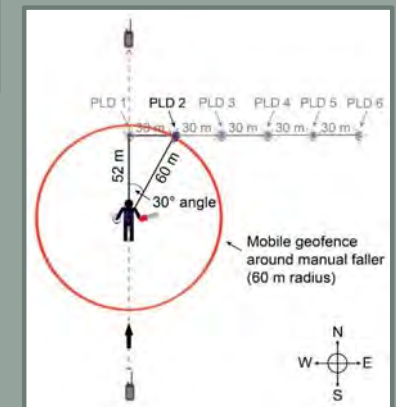 PLD 1 PLD 2 PLD 3 PLD 4 PLD 5 PLD 6
30 m 30 m 30 m 30 m 30 m
52 m
60 m
30° angle
Mobile geofence
around manual faller
(60 m radius)
N
W E
S